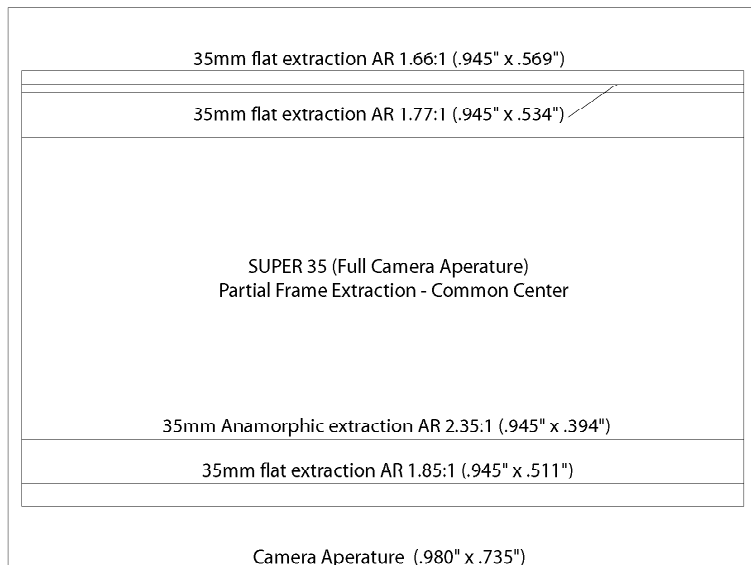 35mm flat extraction AR 1.66:1 (.945" x .569")
35mm flat extraction AR 1.77:1 (.945" x .534")
SUPER 35 (Full Camera Aperature)
Partial Frame Extraction - Common Center
35mm Anamorphic extraction AR 2.35:1 (.945" x .394")
35mm flat extraction AR 1.85:1 (.945" x .511")
Camera Aperature (.980" x .735")